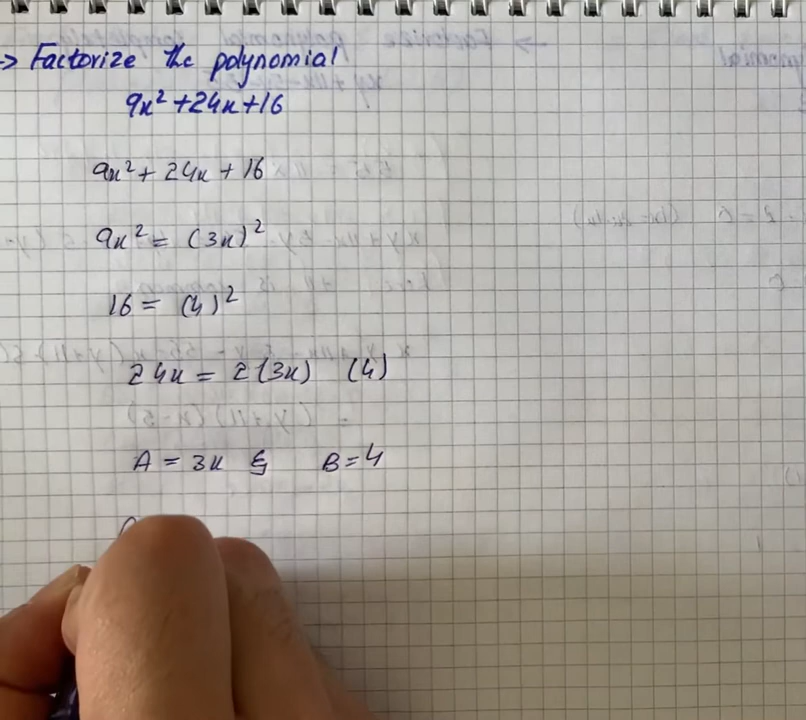 → Factorize the polynomial
9x² + 24x + 16
9x² + 24x + 16
9x² = (3x)²
16 = (4)²
24x = 2(3x) (4)
A = 3x & B = 4